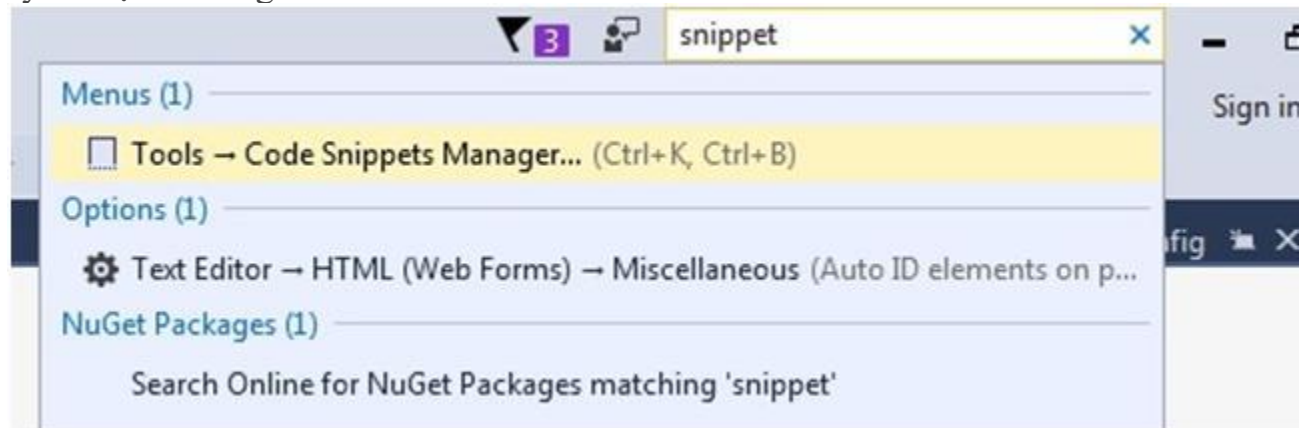 3 snippet
Menus (1)
Sign in
Tools → Code Snippets Manager... (Ctrl+K, Ctrl+B)
Options (1)
fig
Text Editor → HTML (Web Forms) → Miscellaneous (Auto ID elements on p...
NuGet Packages (1)
Search Online for NuGet Packages matching 'snippet'